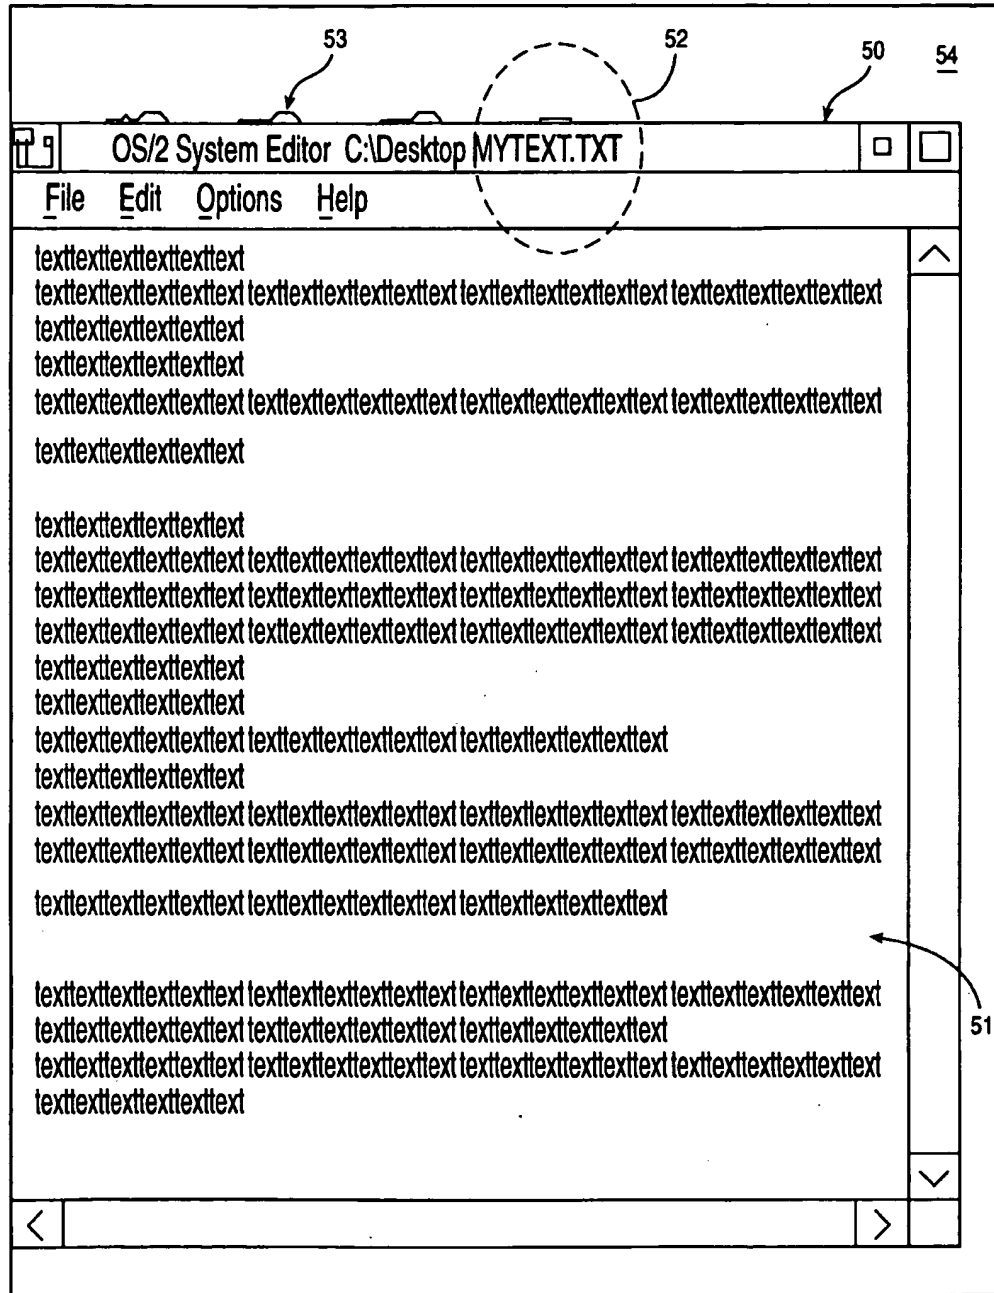 53
52
50
54
OS/2 System Editor C:\Desktop MYTEXT.TXT
File Edit Options Help
texttexttexttexttext
texttexttexttexttext texttexttexttexttext texttexttexttexttext texttexttexttexttext
texttexttexttexttext
texttexttexttexttext
texttexttexttexttext texttexttexttexttext texttexttexttexttext texttexttexttexttext
texttexttexttexttext
texttexttexttexttext
texttexttexttexttext texttexttexttexttext texttexttexttexttext texttexttexttexttext
texttexttexttexttext texttexttexttexttext texttexttexttexttext texttexttexttexttext
texttexttexttexttext texttexttexttexttext texttexttexttexttext texttexttexttexttext
texttexttexttexttext
texttexttexttexttext
texttexttexttexttext texttexttexttexttext texttexttexttexttext
texttexttexttexttext
texttexttexttexttext texttexttexttexttext texttexttexttexttext texttexttexttexttext
texttexttexttexttext texttexttexttexttext texttexttexttexttext texttexttexttexttext
texttexttexttexttext texttexttexttexttext texttexttexttexttext
texttexttexttexttext texttexttexttexttext texttexttexttexttext texttexttexttexttext
51
texttexttexttexttext texttexttexttexttext texttexttexttexttext
texttexttexttexttext texttexttexttexttext texttexttexttexttext texttexttexttexttext
texttexttexttexttext